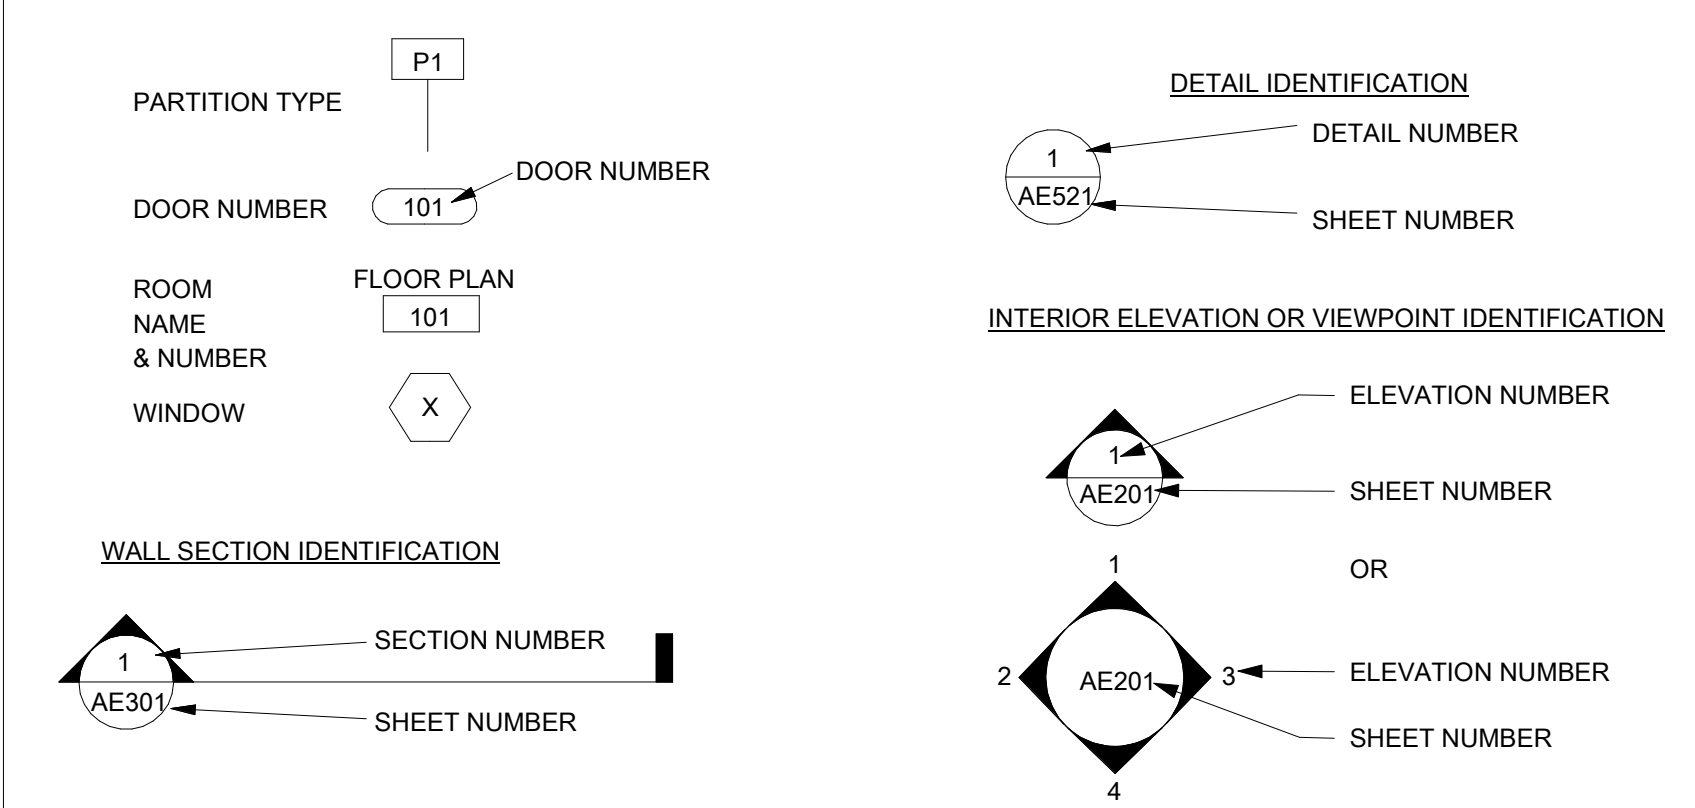 P1
PARTITION TYPE
DOOR NUMBER
DOOR NUMBER
101
ROOM
NAME
& NUMBER
FLOOR PLAN
101
WINDOW
X
WALL SECTION IDENTIFICATION
1
AE301
SECTION NUMBER
SHEET NUMBER
DETAIL IDENTIFICATION
1
AE521
DETAIL NUMBER
SHEET NUMBER
INTERIOR ELEVATION OR VIEWPOINT IDENTIFICATION
ELEVATION NUMBER
1
AE201
SHEET NUMBER
OR
1
2
AE201
3
ELEVATION NUMBER
SHEET NUMBER
4